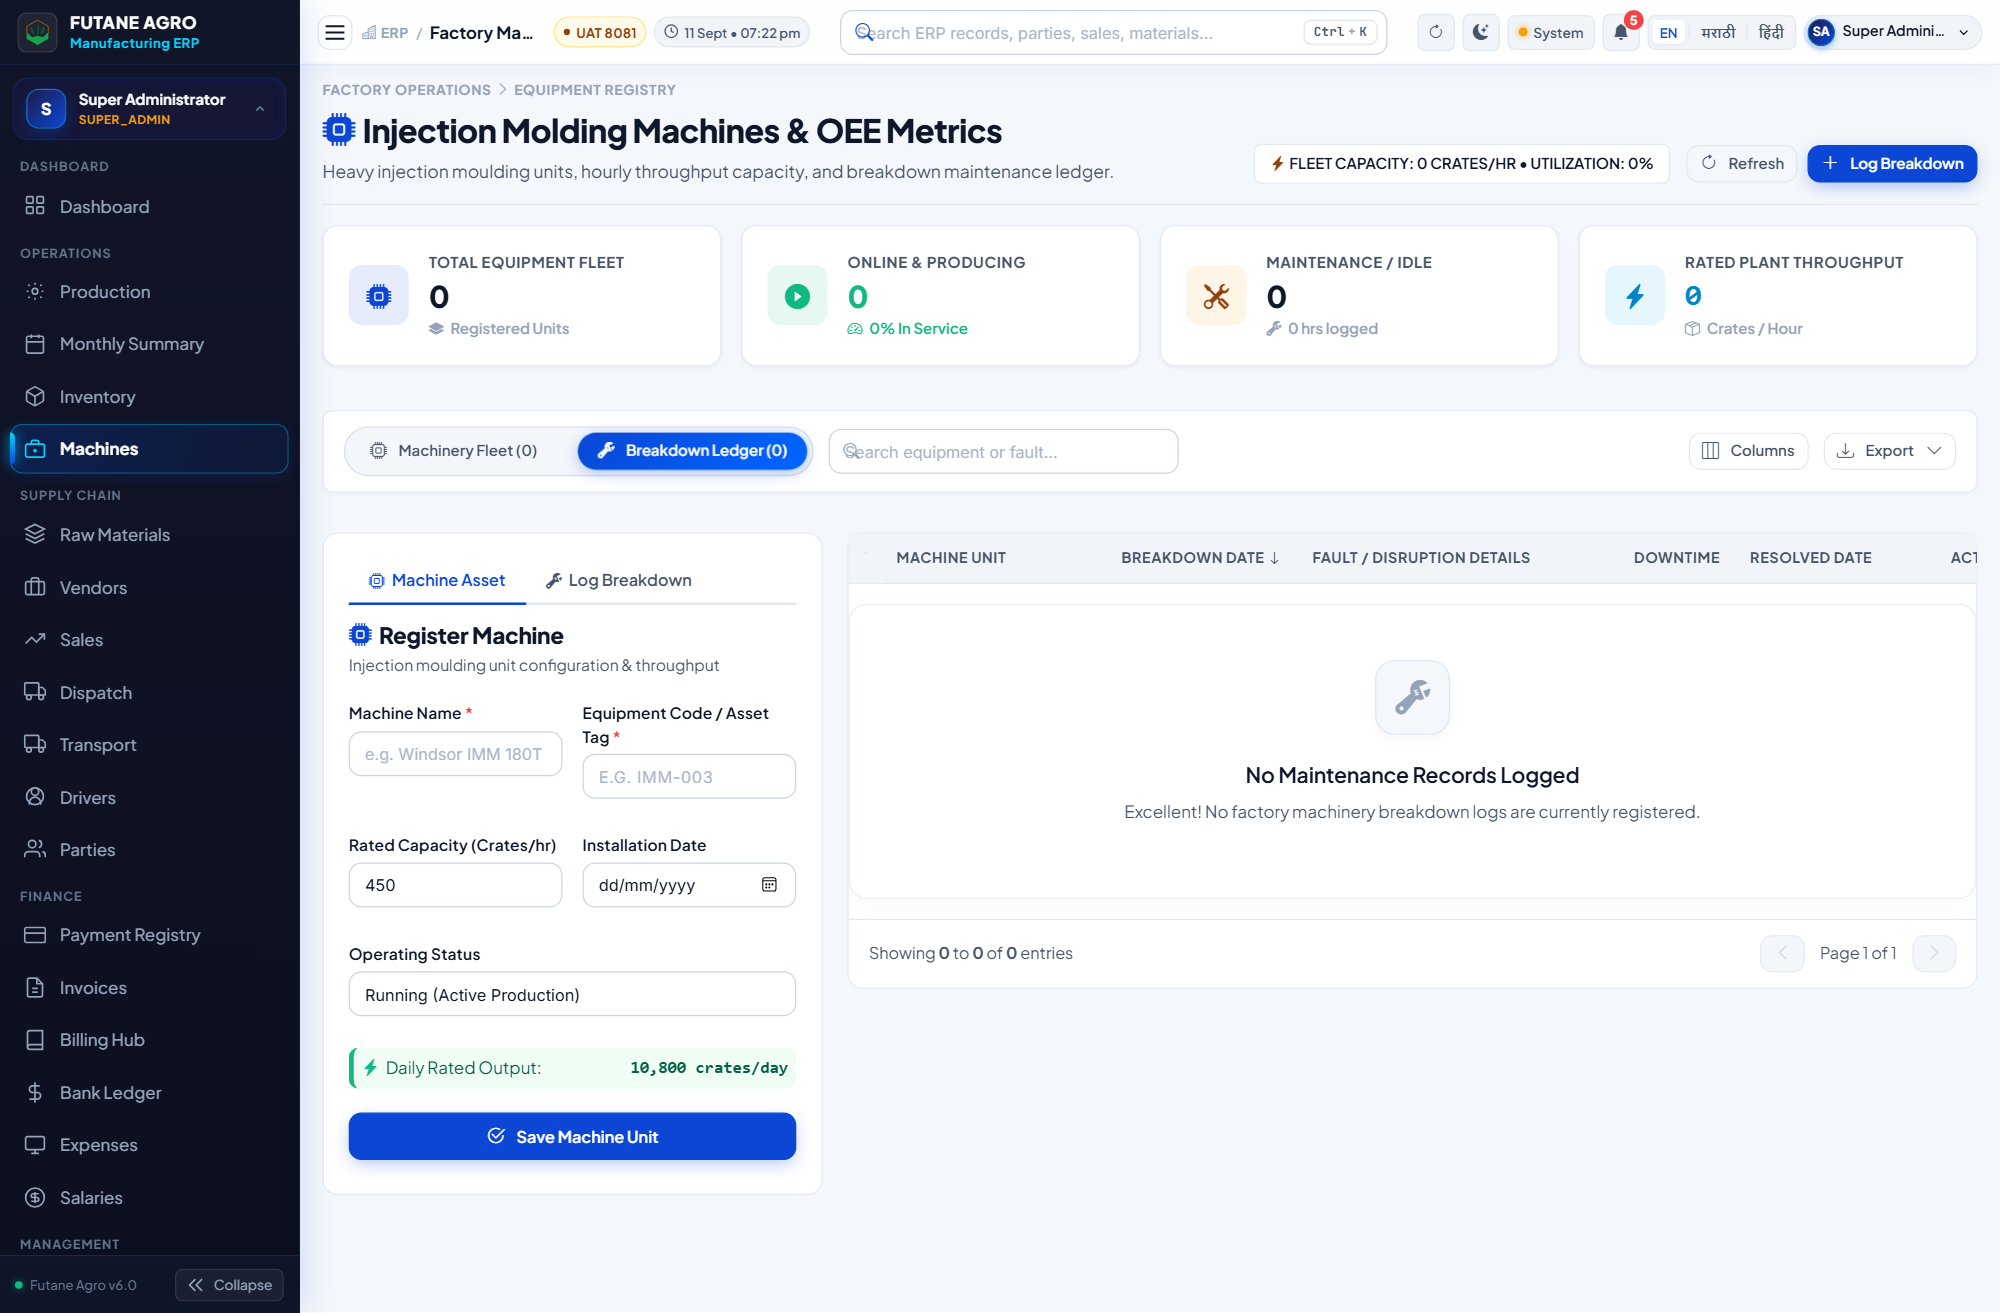 FUTANE AGRO
Manufacturing ERP
S
Super Administrator
SUPER_ADMIN
DASHBOARD
Dashboard
OPERATIONS
Production
Monthly Summary
Inventory
Machines
SUPPLY CHAIN
Raw Materials
Vendors
Sales
Dispatch
Transport
Drivers
Parties
FINANCE
Payment Registry
Invoices
Billing Hub
Bank Ledger
Expenses
Salaries
MANAGEMENT
Futane Agro v6.0
Collapse
ERP / Factory Ma...
UAT 8081
11 Sept • 07:22 pm
Search ERP records, parties, sales, materials...
Ctrl + K
System
5
EN
मराठी
हिंदी
SA
Super Admini...
FACTORY OPERATIONS > EQUIPMENT REGISTRY
Injection Molding Machines & OEE Metrics
Heavy injection moulding units, hourly throughput capacity, and breakdown maintenance ledger.
FLEET CAPACITY: 0 CRATES/HR • UTILIZATION: 0%
Refresh
Log Breakdown
TOTAL EQUIPMENT FLEET
0
Registered Units
ONLINE & PRODUCING
0
0% In Service
MAINTENANCE / IDLE
0
0 hrs logged
RATED PLANT THROUGHPUT
0
Crates / Hour
Machinery Fleet (0)
Breakdown Ledger (0)
Search equipment or fault...
Columns
Export
Machine Asset
Log Breakdown
Register Machine
Injection moulding unit configuration & throughput
Machine Name *
e.g. Windsor IMM 180T
Equipment Code / Asset
Tag *
E.G. IMM-003
Rated Capacity (Crates/hr)
450
Installation Date
dd/mm/yyyy
Operating Status
Running (Active Production)
Daily Rated Output:
10,800 crates/day
Save Machine Unit
MACHINE UNIT
BREAKDOWN DATE ↓
FAULT / DISRUPTION DETAILS
DOWNTIME
RESOLVED DATE
ACT
No Maintenance Records Logged
Excellent! No factory machinery breakdown logs are currently registered.
Showing 0 to 0 of 0 entries
Page 1 of 1